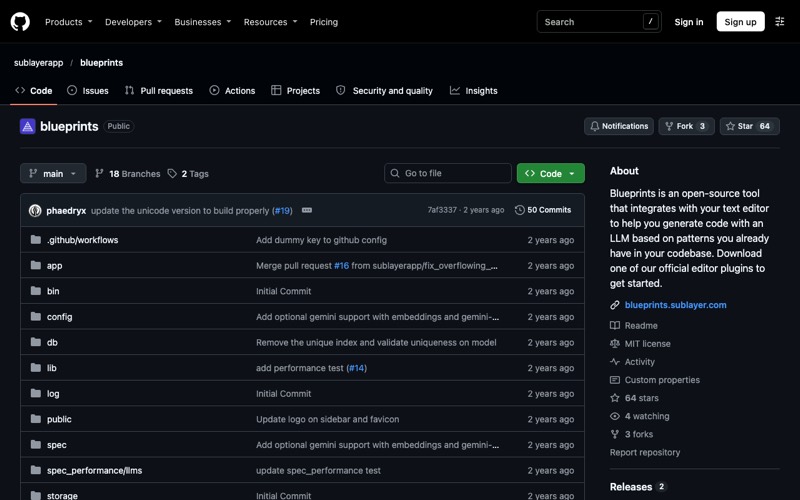 Products Developers Businesses Resources Pricing Search / Sign in Sign up
sublayerapp / blueprints
Code Issues Pull requests Actions Projects Security and quality Insights
blueprints Public Notifications Fork 3 Star 64
main 18 Branches 2 Tags Go to file Code
phaedryx update the unicode version to build properly (#19) 7af3337 · 2 years ago 50 Commits
.github/workflows Add dummy key to github config 2 years ago
app Merge pull request #16 from sublayerapp/fix_overflowing_... 2 years ago
bin Initial Commit 2 years ago
config Add optional gemini support with embeddings and gemini-... 2 years ago
db Remove the unique index and validate uniqueness on model 2 years ago
lib add performance test (#14) 2 years ago
log Initial Commit 2 years ago
public Update logo on sidebar and favicon 2 years ago
spec Add optional gemini support with embeddings and gemini-... 2 years ago
spec_performance/llms update spec_performance test 2 years ago
storage Initial Commit 2 years ago
About
Blueprints is an open-source tool
that integrates with your text editor
to help you generate code with an
LLM based on patterns you already
have in your codebase. Download
one of our official editor plugins to
get started.
blueprints.sublayer.com
Readme
MIT license
Activity
Custom properties
64 stars
4 watching
3 forks
Report repository
Releases 2